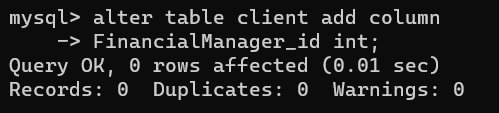 mysql> alter table client add column
    -> FinancialManager_id int;
Query OK, 0 rows affected (0.01 sec)
Records: 0  Duplicates: 0  Warnings: 0